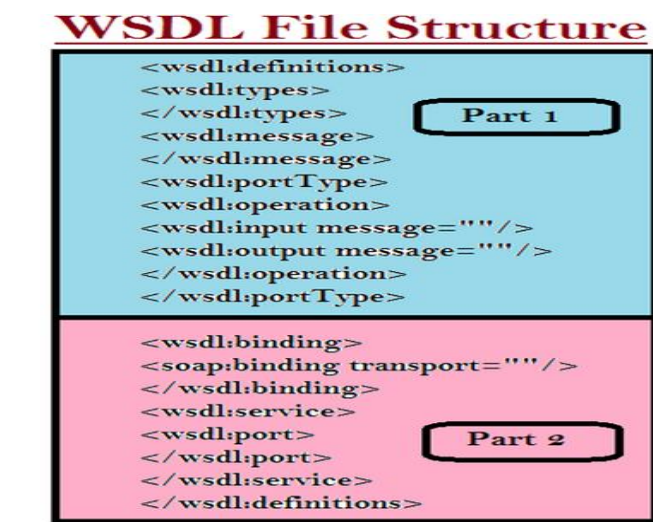 WSDL File Structure
<wsdl:definitions>
<wsdl:types>
</wsdl:types>
Part 1
<wsdl:message>
</wsdl:message>
<wsdl:portType>
<wsdl:operation>
<wsdl:input message=""/>
<wsdl:output message=""/>
</wsdl:operation>
</wsdl:portType>
<wsdl:binding>
<soap:binding transport=""/>
</wsdl:binding>
<wsdl:service>
<wsdl:port>
Part 2
</wsdl:port>
</wsdl:service>
</wsdl:definitions>